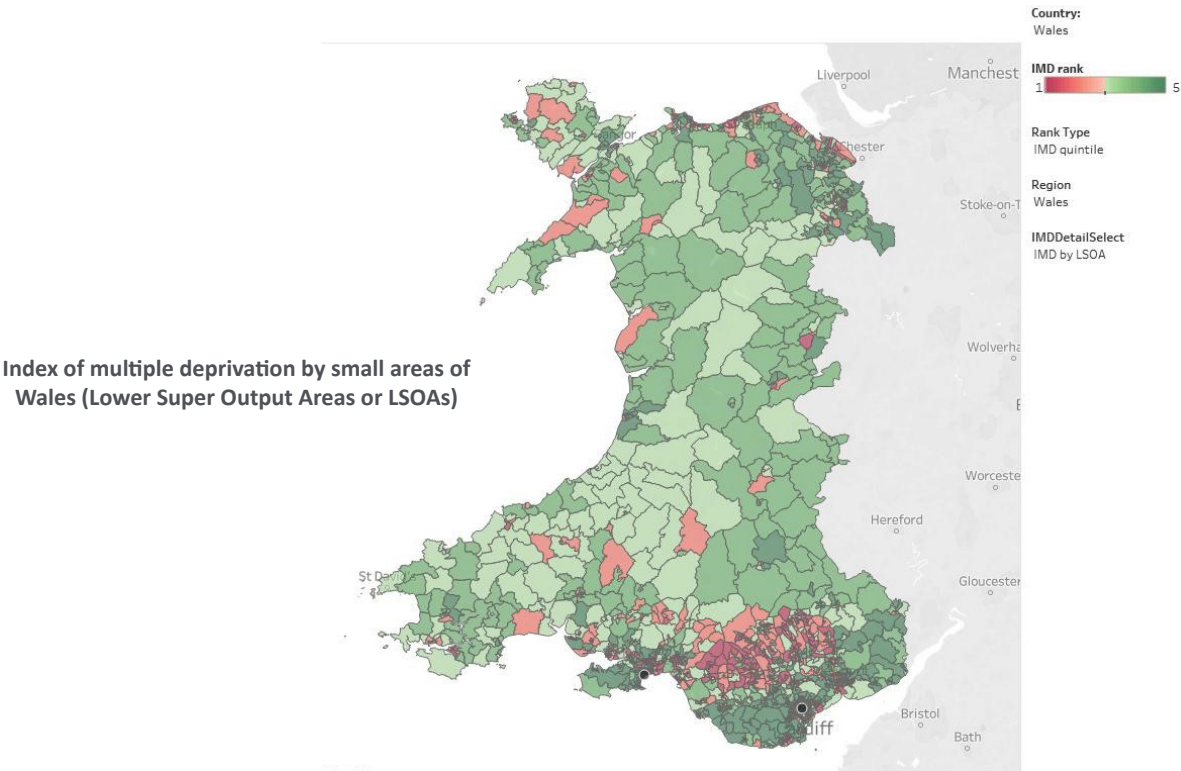 Index of multiple deprivation by small areas of
Wales (Lower Super Output Areas or LSOAs)
Country:
Wales
IMD rank
1 5
Rank Type
IMD quintile
Region
Wales
IMDDetailSelect
IMD by LSOA
Liverpool
Manchest
Chester
Stoke-on-T
Wolverha
Worceste
Hereford
Gloucester
St Dav
Bristol
Bath